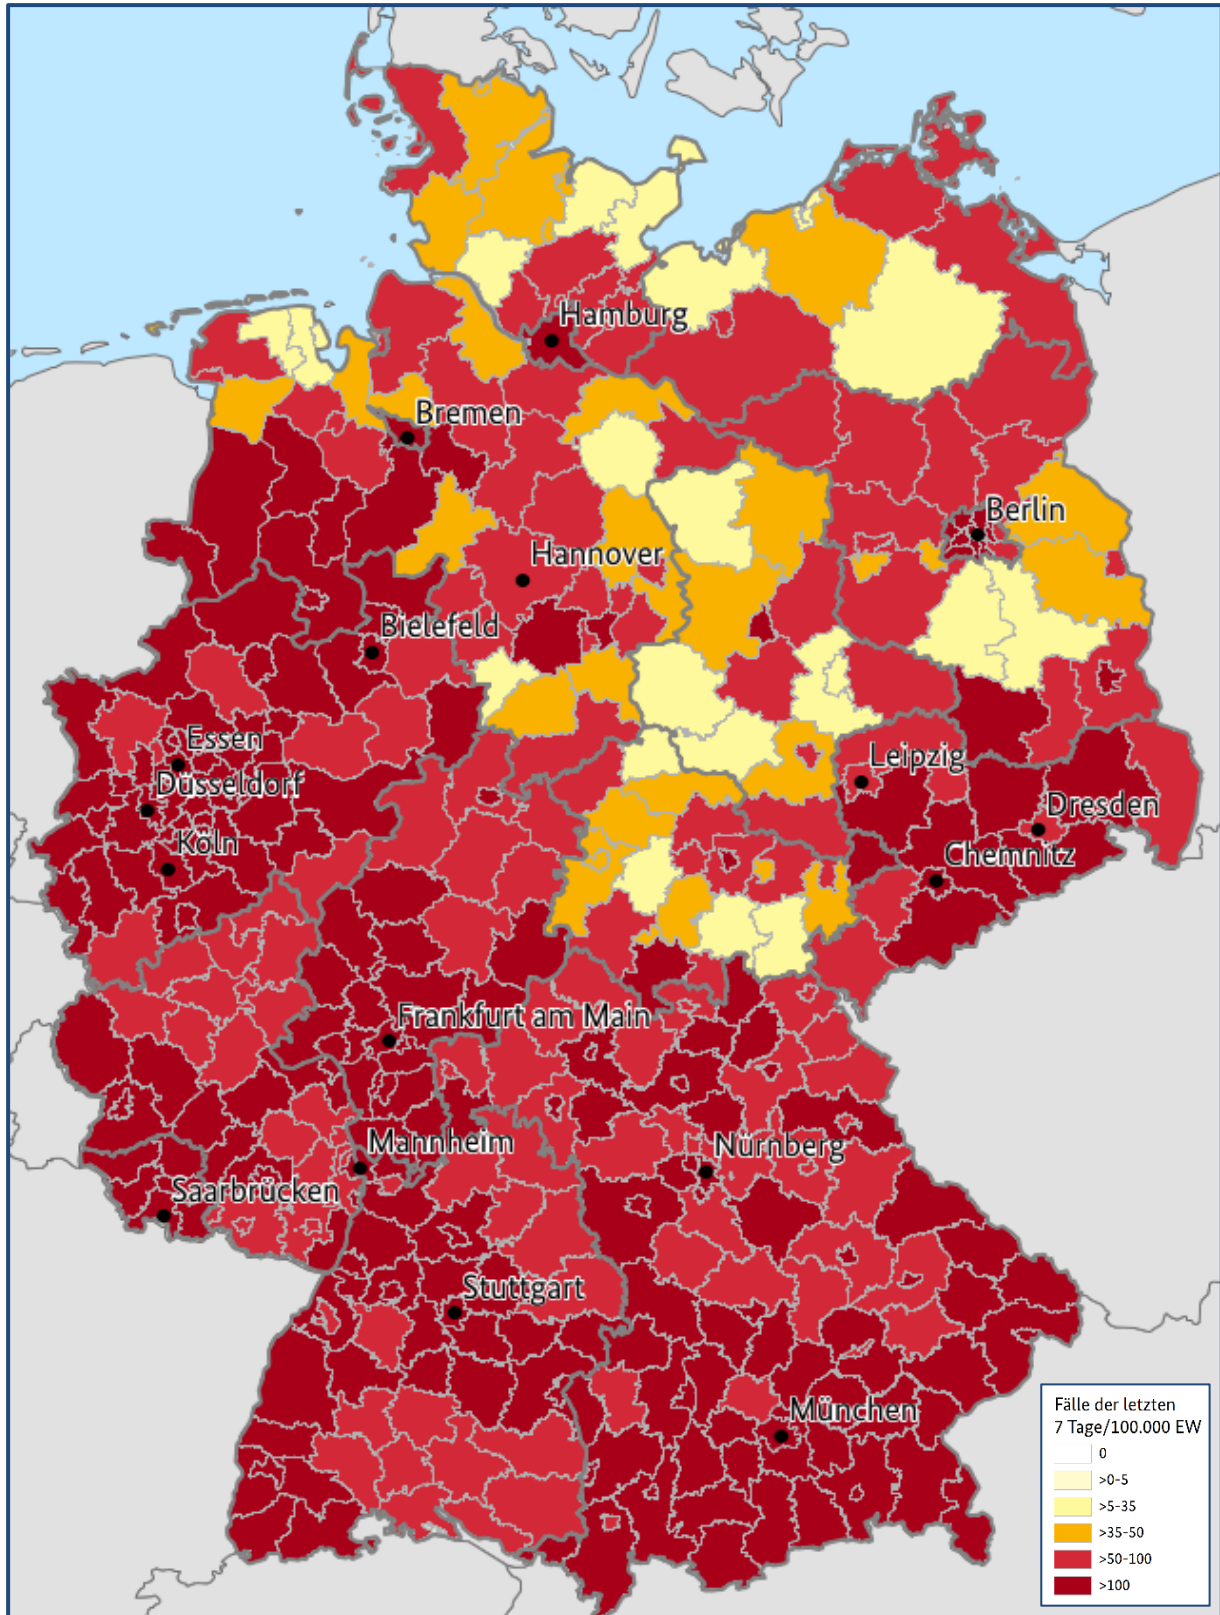 Hamburg
Bremen
Berlin
Hannover
Bielefeld
Essen
Düsseldorf
Leipzig
Dresden
Köln
Chemnitz
Frankfurt am Main
Mannheim
Nürnberg
Saarbrücken
Stuttgart
München
Fälle der letzten
7 Tage/100.000 EW
0
>0-5
>5-35
>35-50
>50-100
>100